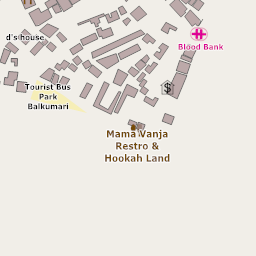 d's house
Blood Bank
Tourist Bus
Park
Balkumari
$
Mama Vanja
Restro &
Hookah Land